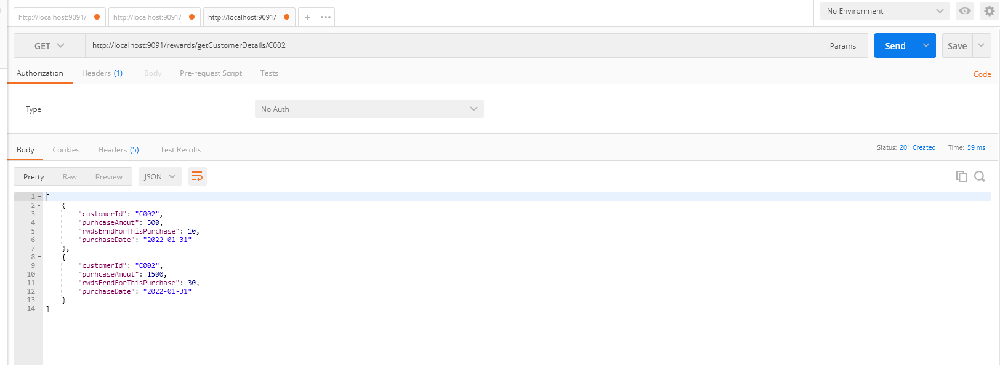 http://localhost:9091/ http://localhost:9091/ http://localhost:9091/ + ••• No Environment
GET http://localhost:9091/rewards/getCustomerDetails/C002 Params Send Save
Authorization Headers (1) Body Pre-request Script Tests Code
Type No Auth
Body Cookies Headers (5) Test Results Status: 201 Created Time: 59 ms
Pretty Raw Preview JSON
1 [
2 {
3 "customerId": "C002",
4 "purhcaseAmout": 500,
5 "rwdsErndForThisPurchase": 10,
6 "purchaseDate": "2022-01-31"
7 },
8 {
9 "customerId": "C002",
10 "purhcaseAmout": 1500,
11 "rwdsErndForThisPurchase": 30,
12 "purchaseDate": "2022-01-31"
13 }
14 ]